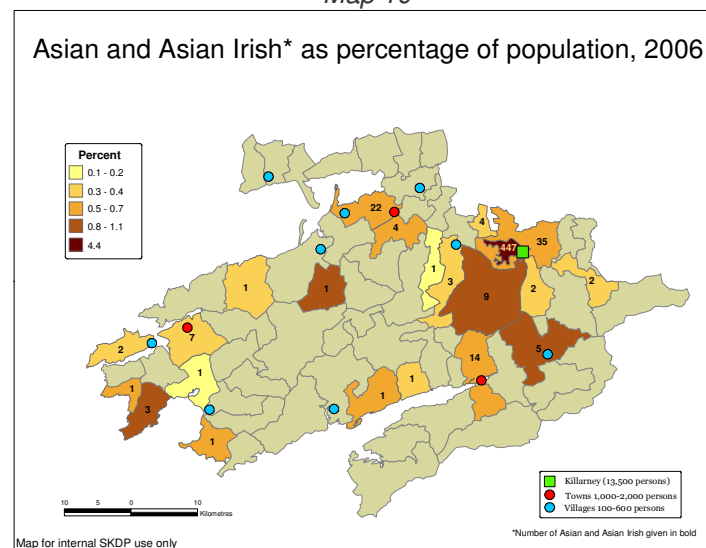 Map 10
Asian and Asian Irish* as percentage of population, 2006
Percent
0.1 - 0.2
0.3 - 0.4
0.5 - 0.7
0.8 - 1.1
4.4
22
4
4
447
35
1
3
1
1
9
2
2
7
2
5
1
14
1
3
1
1
1
Killarney (13,500 persons)
Towns 1,000-2,000 persons
Villages 100-600 persons
10 5 0 10
Kilometres
*Number of Asian and Asian Irish given in bold
Map for internal SKDP use only